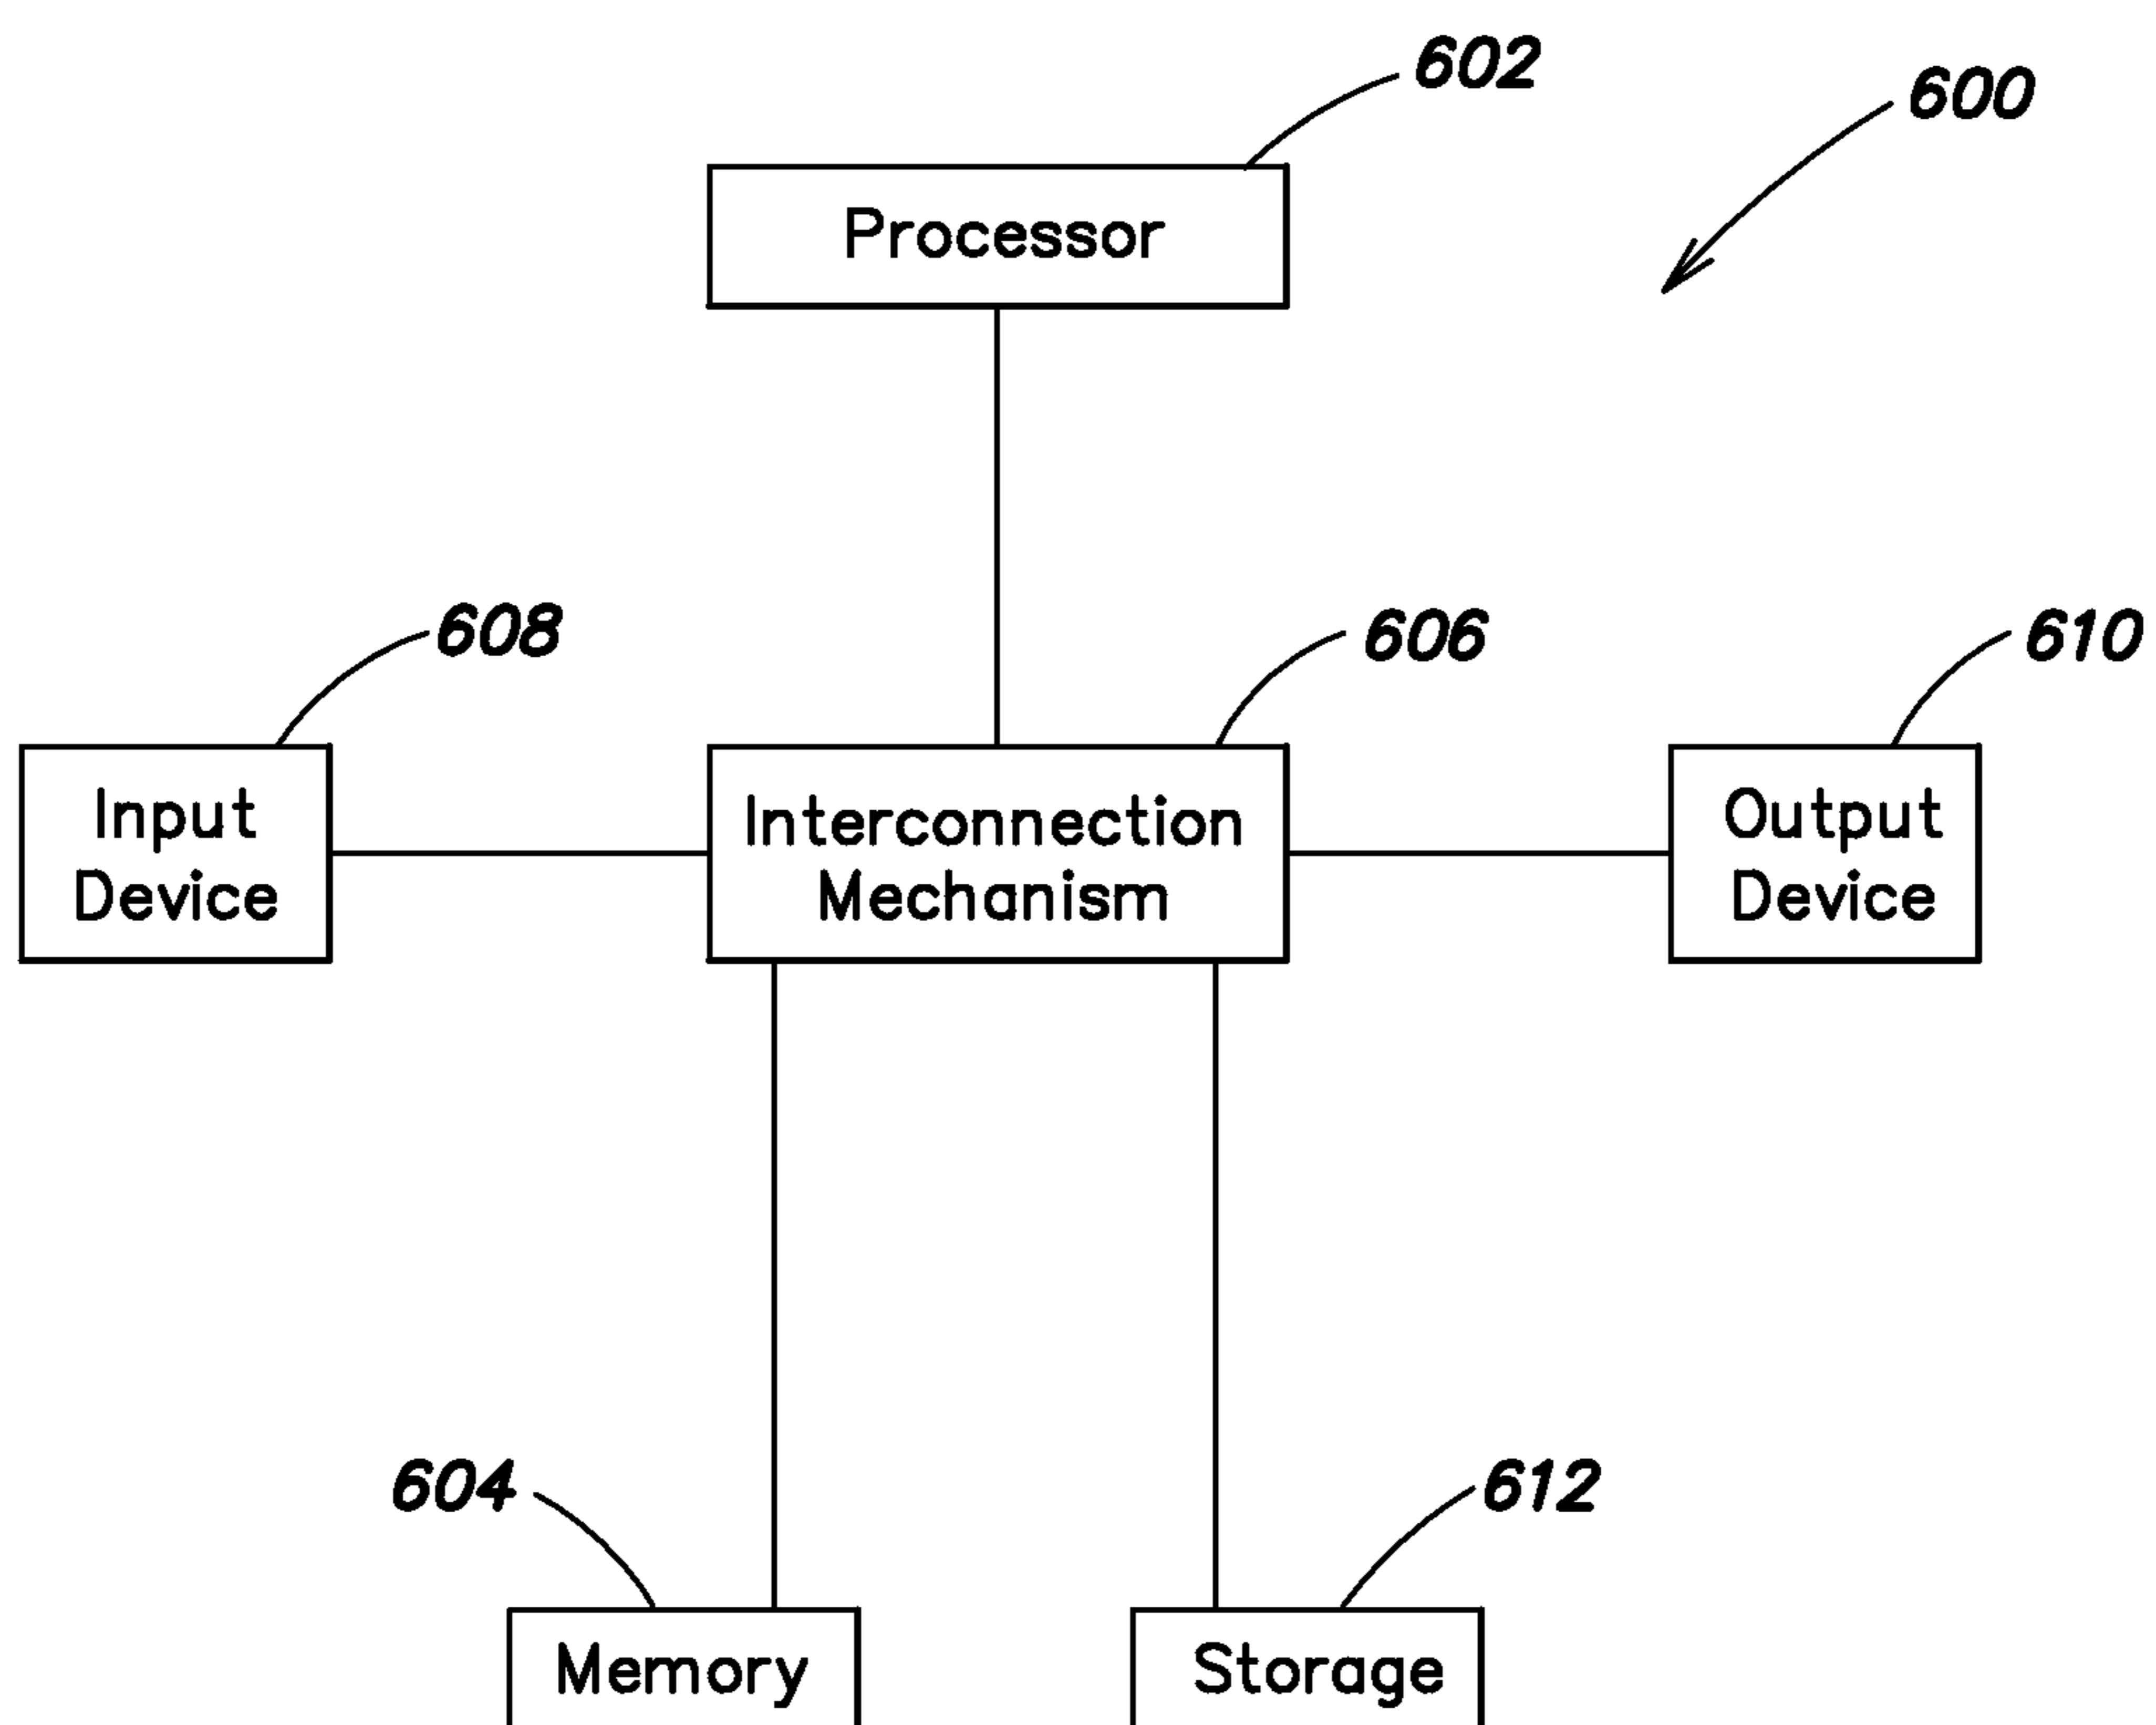 602
600
Processor
608
606
610
Input
Device
Interconnection
Mechanism
Output
Device
604
612
Memory
Storage